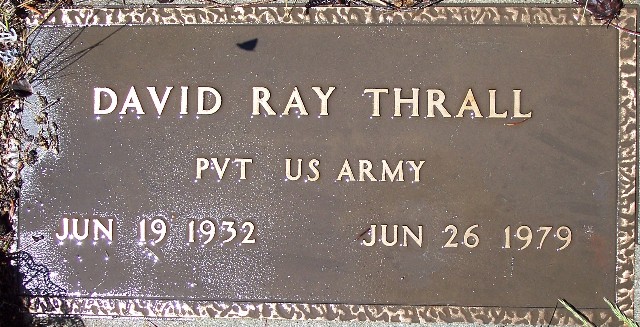 DAVID RAY THRALL
PVT US ARMY
JUN 19 1932 JUN 26 1979